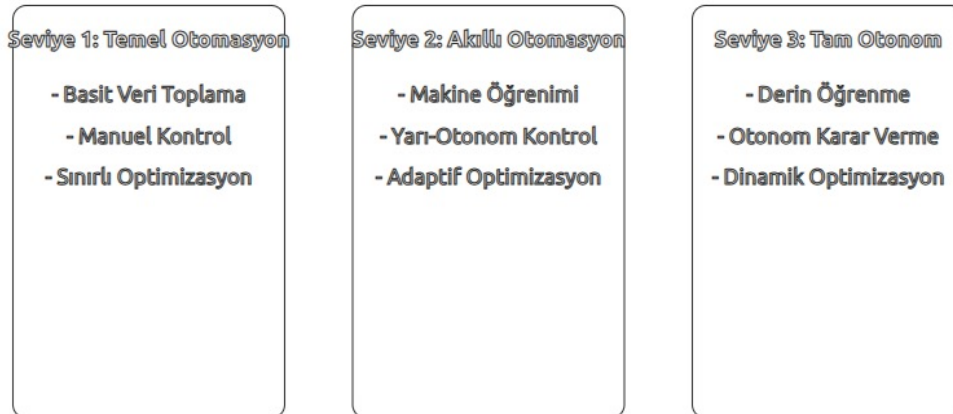 Seviye 1: Temel Otomasyon
- Basit Veri Toplama
- Manuel Kontrol
- Sınırlı Optimizasyon
Seviye 2: Akıllı Otomasyon
- Makine Öğrenimi
- Yarı-Otonom Kontrol
- Adaptif Optimizasyon
Seviye 3: Tam Otonom
- Derin Öğrenme
- Otonom Karar Verme
- Dinamik Optimizasyon